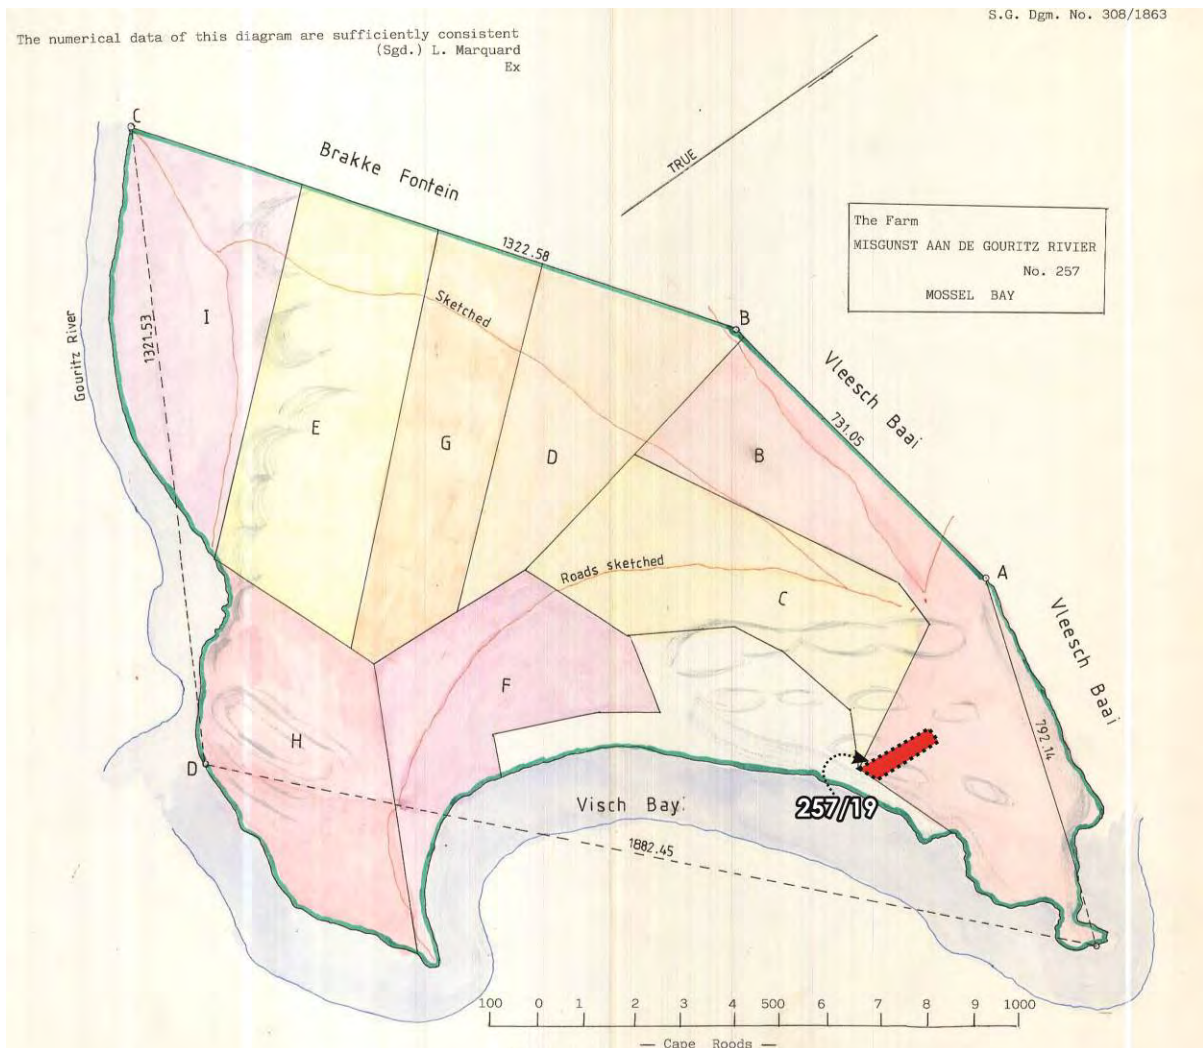 S.G. Dgm. No. 308/1863
The numerical data of this diagram are sufficiently consistent
(Sgd.) L. Marquard
Ex
C
Brakke Fontein
TRUE
The Farm
MISGUNST AAN DE GOURITZ RIVIER
No. 257
MOSSEL BAY
1322.58
Sketched
B
I
1321.53
Gouritz River
Vleesch Baai
731.05
E
G
D
B
Roads sketched
A
C
Vleesch Baai
F
H
792.14
D
Visch Bay
257/19
1882.45
100 0 1 2 3 4 500 6 7 8 9 1000
— Cape Roods —